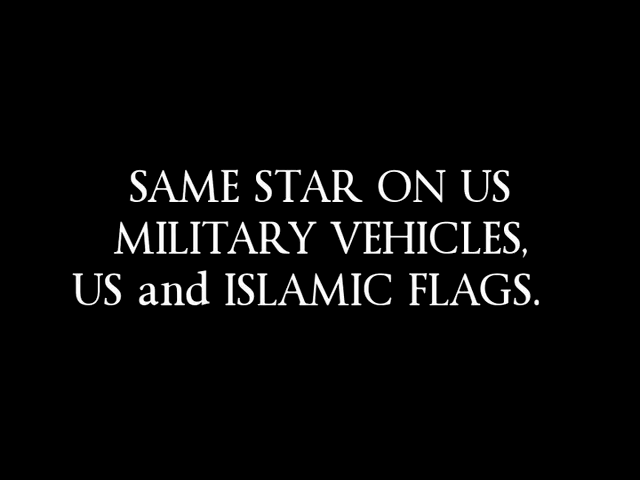 SAME STAR ON US
MILITARY VEHICLES,
US and ISLAMIC FLAGS.